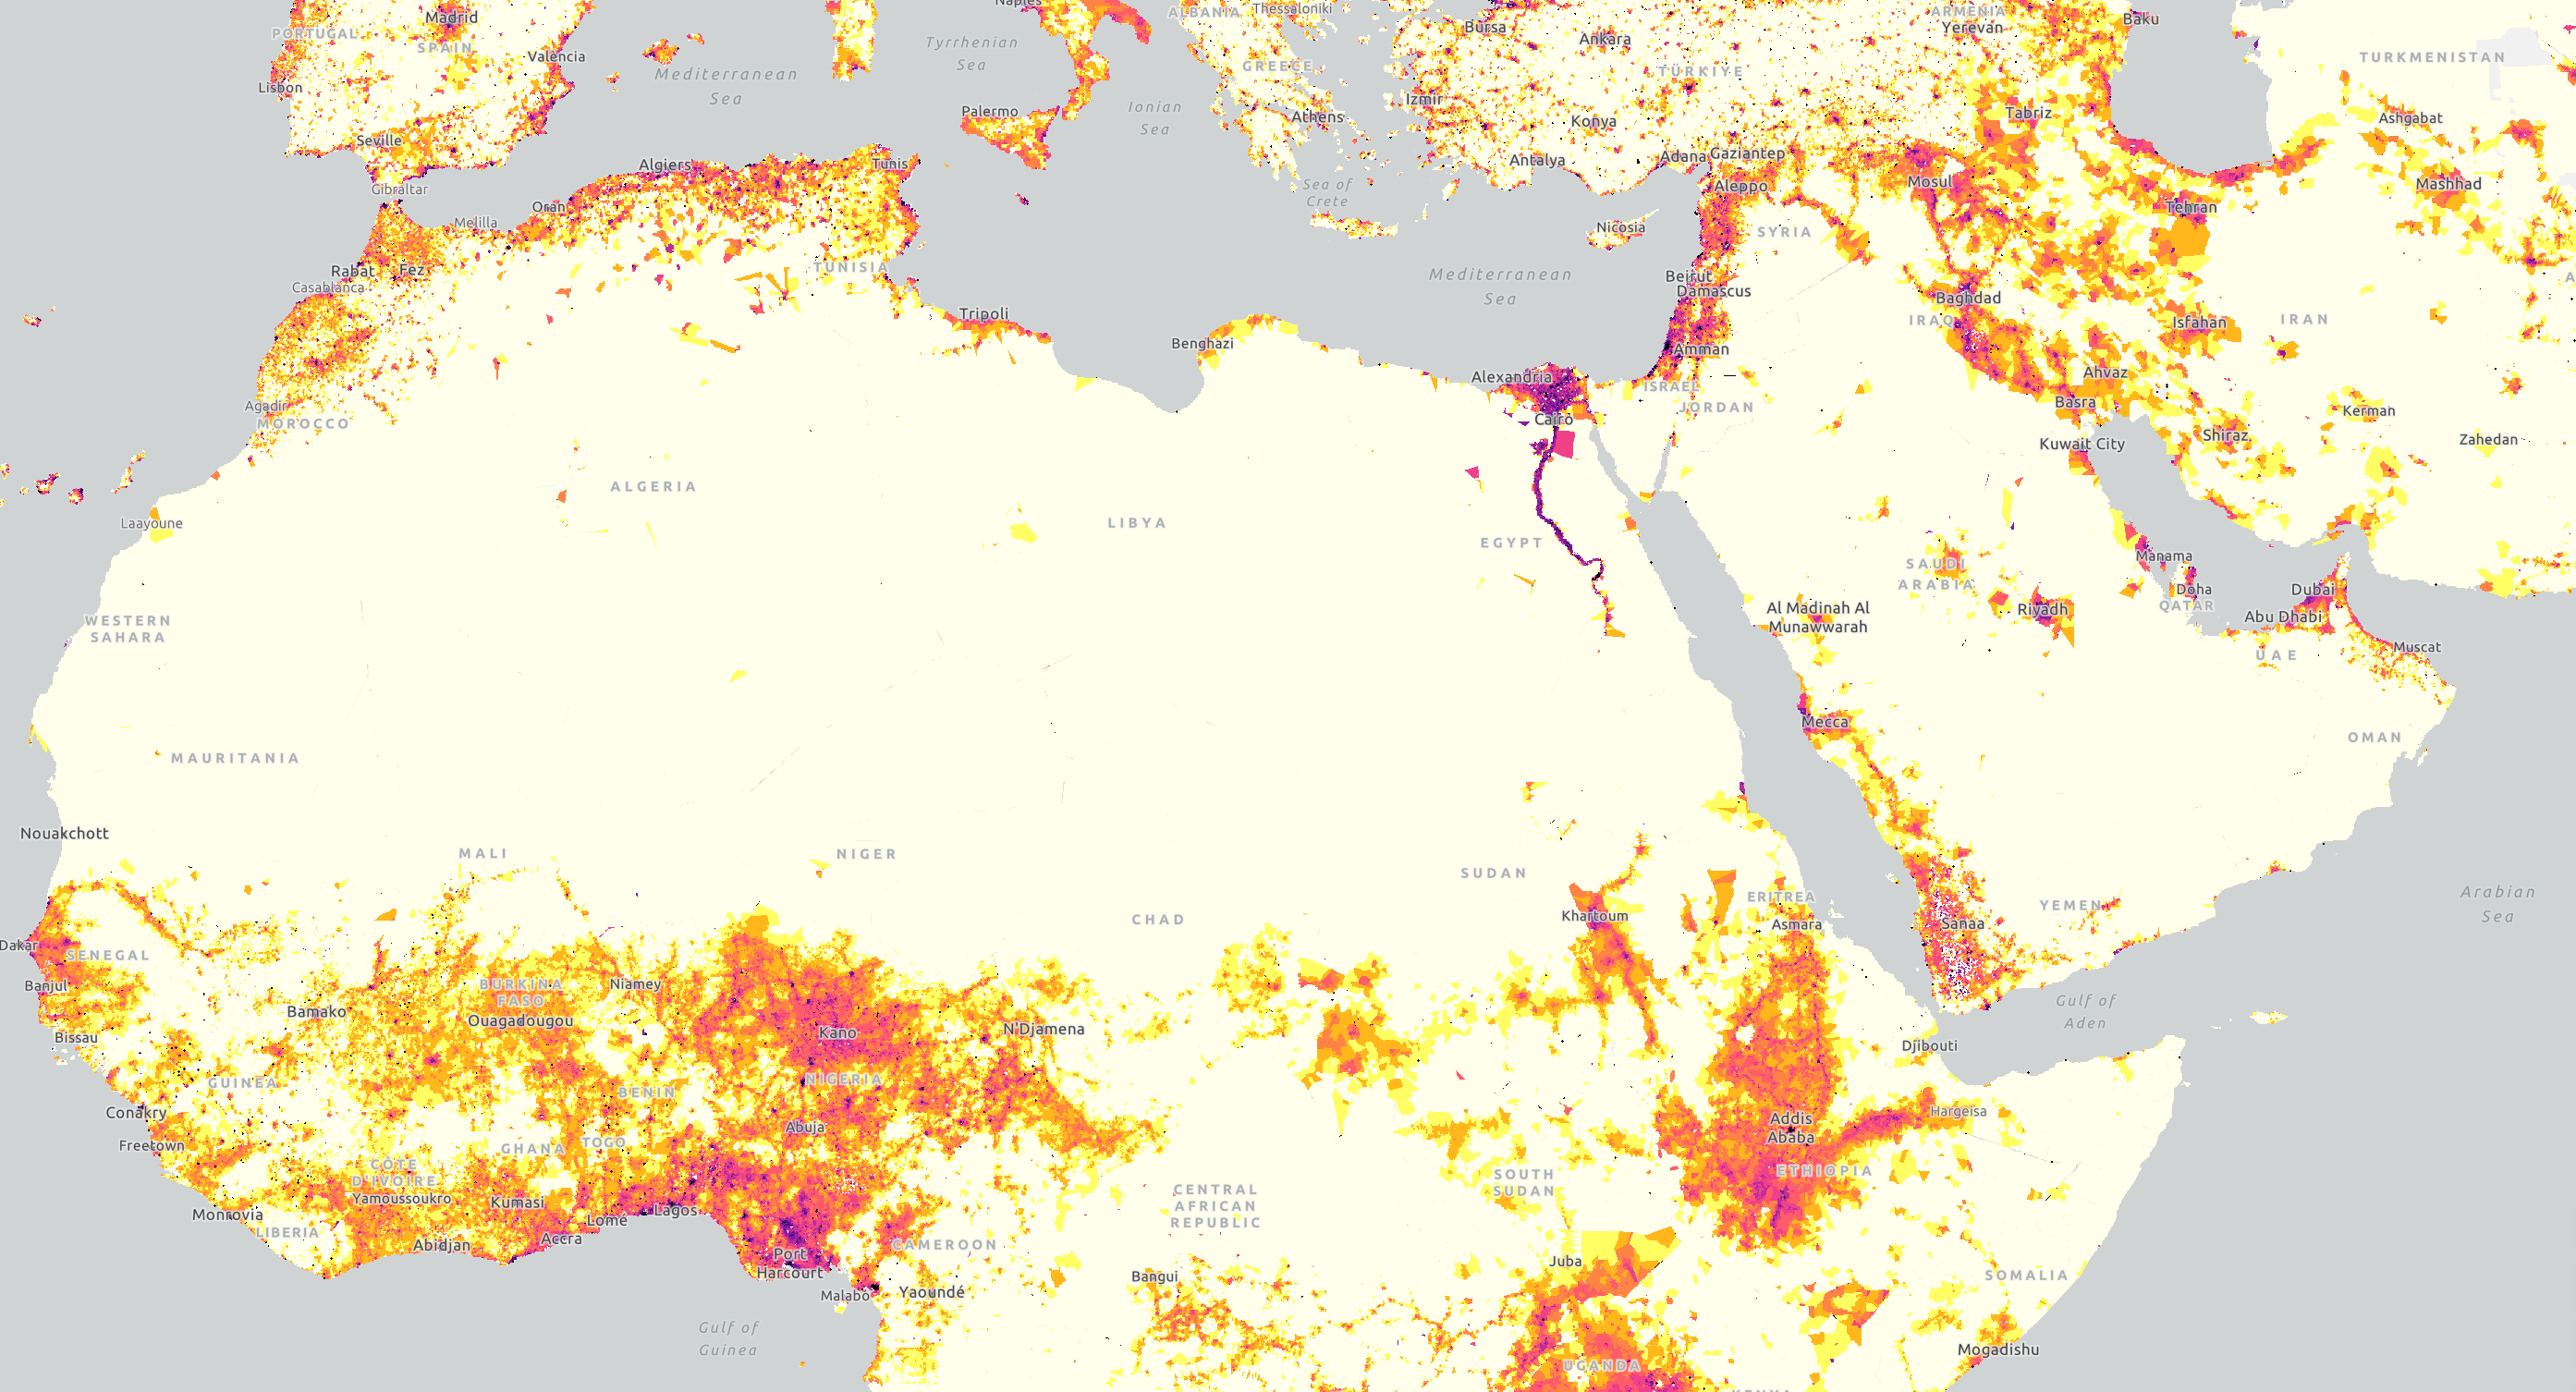 Naples
ALBANIA
Thessaloniki
ARMENIA
Baku
Madrid
PORTUGAL
SPAIN
Bursa
Ankara
Yerevan
Tyrrhenian
Sea
Valencia
TURKMENISTAN
GREECE
TÜRKIYE
Mediterranean
Sea
Lisbon
Izmir
Ionian
Sea
Palermo
Athens
Konya
Tabriz
Ashgabat
Seville
Algiers
Tunis
Antalya
Adana
Gaziantep
Gibraltar
Aleppo
Mosul
Mashhad
Sea of
Crete
Oran
Melilla
Tehran
Nicosia
SYRIA
Rabat
Fez
TUNISIA
Mediterranean
Sea
Beirut
Damascus
Casablanca
Baghdad
Tripoli
IRAQ
Isfahan
IRAN
Benghazi
Amman
Alexandria
ISRAEL
Ahvaz
Agadir
MOROCCO
JORDAN
Basra
Kerman
Cairo
Kuwait City
Shiraz
Zahedan
ALGERIA
Laayoune
LIBYA
EGYPT
Manama
SAUDI
ARABIA
Doha
QATAR
Dubai
Al Madinah Al
Munawwarah
Riyadh
Abu Dhabi
WESTERN
SAHARA
UAE
Muscat
Mecca
OMAN
MAURITANIA
Nouakchott
MALI
NIGER
SUDAN
Arabian
Sea
ERITREA
YEMEN
CHAD
Khartoum
Asmara
Sanaa
Dakar
SENEGAL
Banjul
BURKINA
FASO
Niamey
Gulf of
Aden
Bamako
Ouagadougou
Kano
N'Djamena
Bissau
Djibouti
GUINEA
NIGERIA
BENIN
Conakry
Hargeisa
Abuja
Addis
Ababa
Freetown
GHANA
TOGO
CÔTE
D'IVOIRE
ETHIOPIA
SOUTH
SUDAN
Yamoussoukro
Kumasi
CENTRAL
AFRICAN
REPUBLIC
Monrovia
Lomé
Lagos
LIBERIA
Abidjan
Accra
CAMEROON
Port
Harcourt
Juba
Bangui
SOMALIA
Malabo
Yaoundé
Gulf of
Guinea
Mogadishu
UGANDA
KENYA